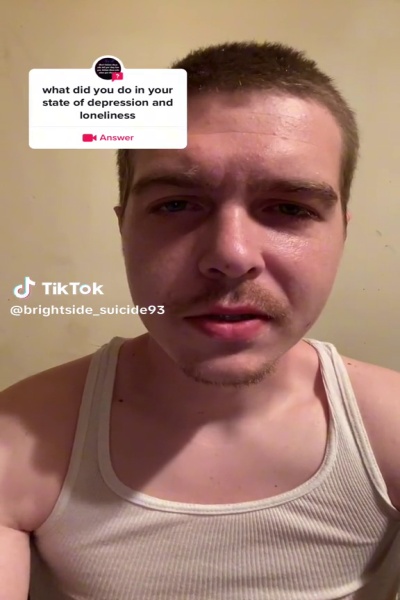 what did you do in your
state of depression and
loneliness
Answer
TikTok
@brightside_suicide93